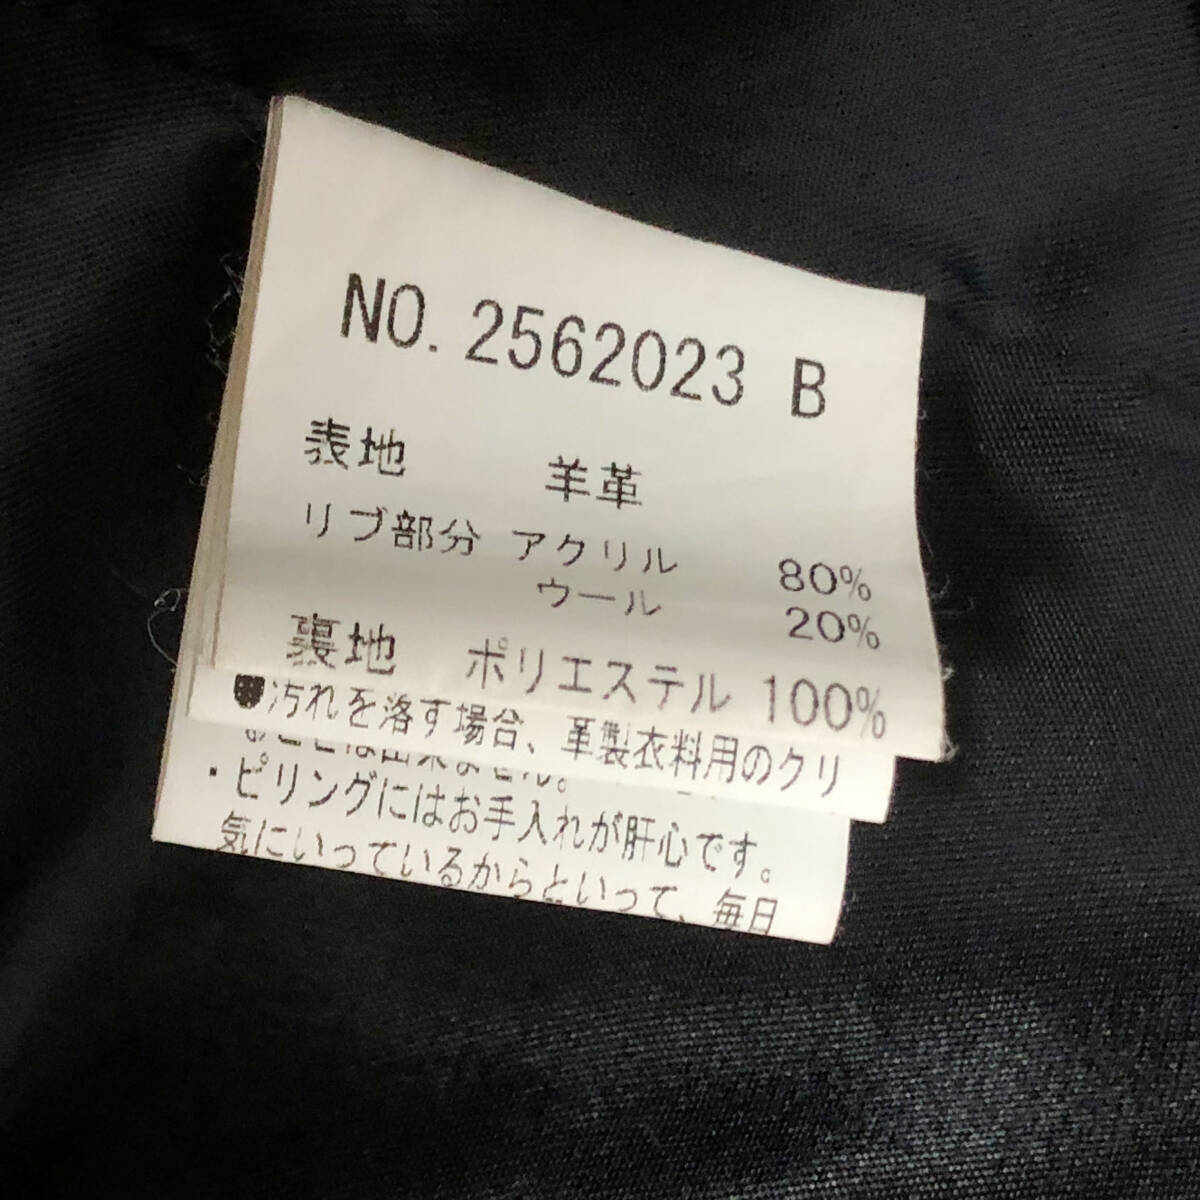 NO. 2562023 B
表地 羊革
リブ部分 アクリル 80%
ウール 20%
裏地 ポリエステル 100%
汚れを落す場合、革製衣料用のクリ
・ピリングにはお手入れが肝心です。
気にいっているからといって、毎日